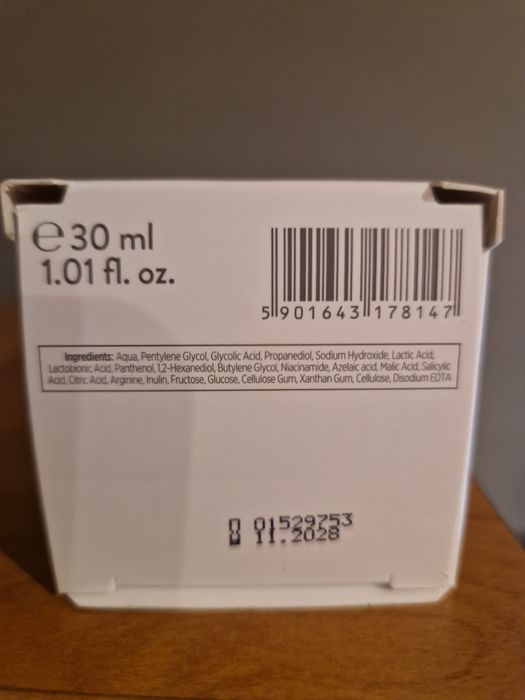 ℮ 30 ml
1.01 fl. oz.
5 901643 178147
Ingredients: Aqua, Pentylene Glycol, Glycolic Acid, Propanediol, Sodium Hydroxide, Lactic Acid,
Lactobionic Acid, Panthenol, 1,2-Hexanediol, Butylene Glycol, Niacinamide, Azelaic acid, Malic Acid, Salicylic
Acid, Citric Acid, Arginine, Inulin, Fructose, Glucose, Cellulose Gum, Xanthan Gum, Cellulose, Disodium EDTA
01529753
11.2028